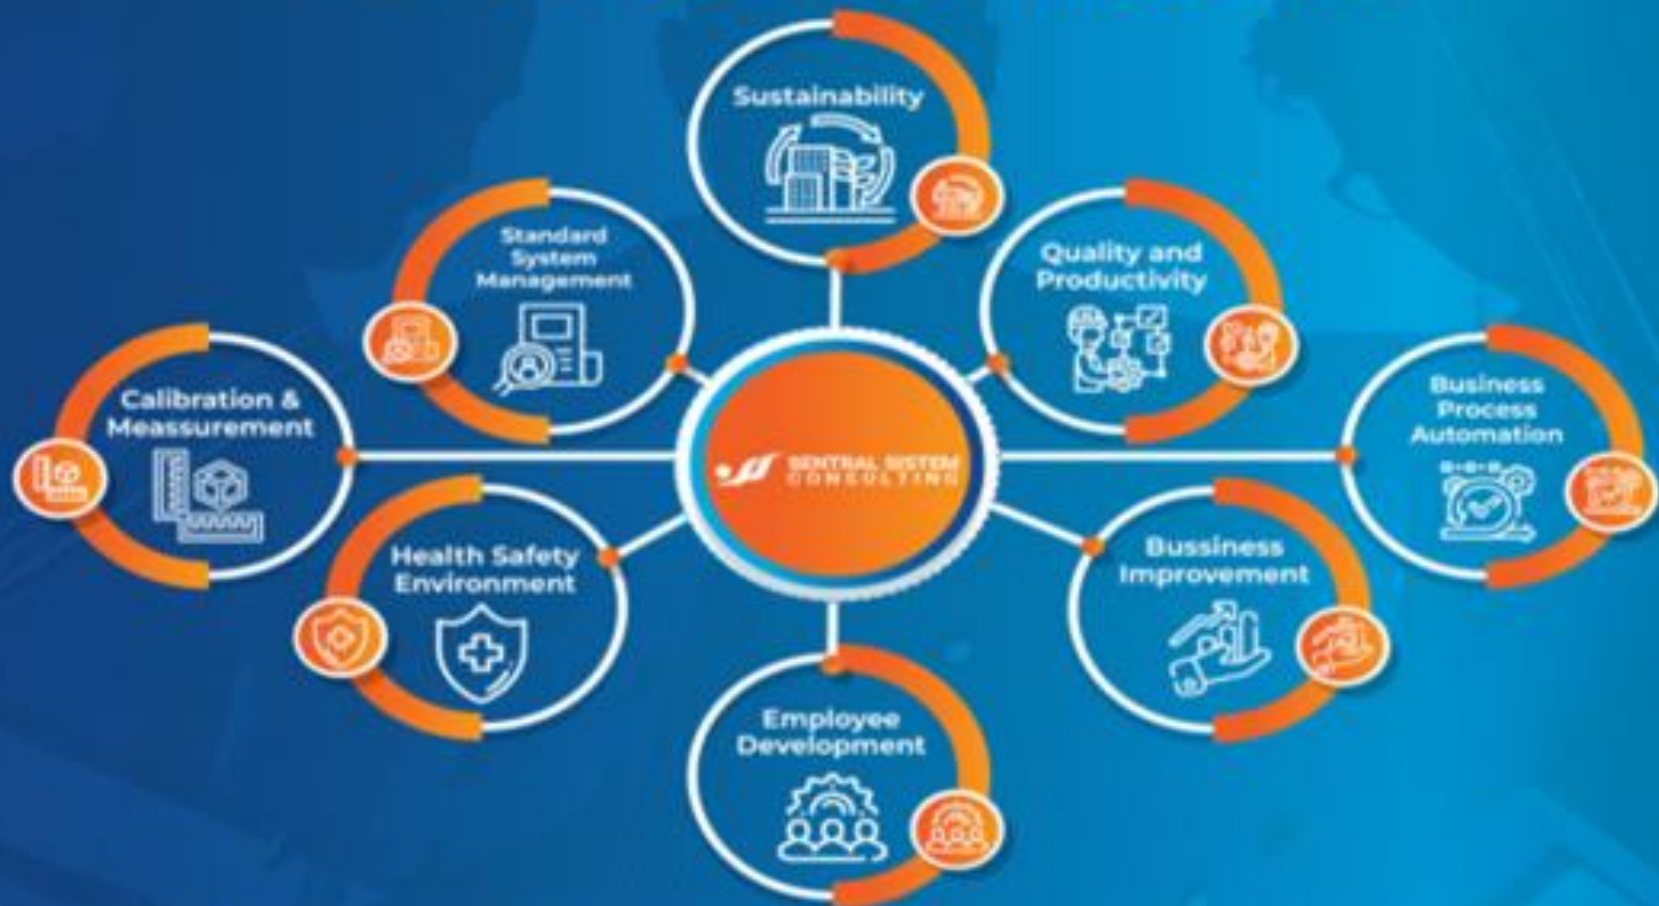 Sustainability
Standard
System
Management
Quality and
Productivity
Calibration &
Meassurement
Business
Process
Automation
SENTRAL SISTEM
CONSULTING
Health Safety
Environment
Bussiness
Improvement
Employee
Development